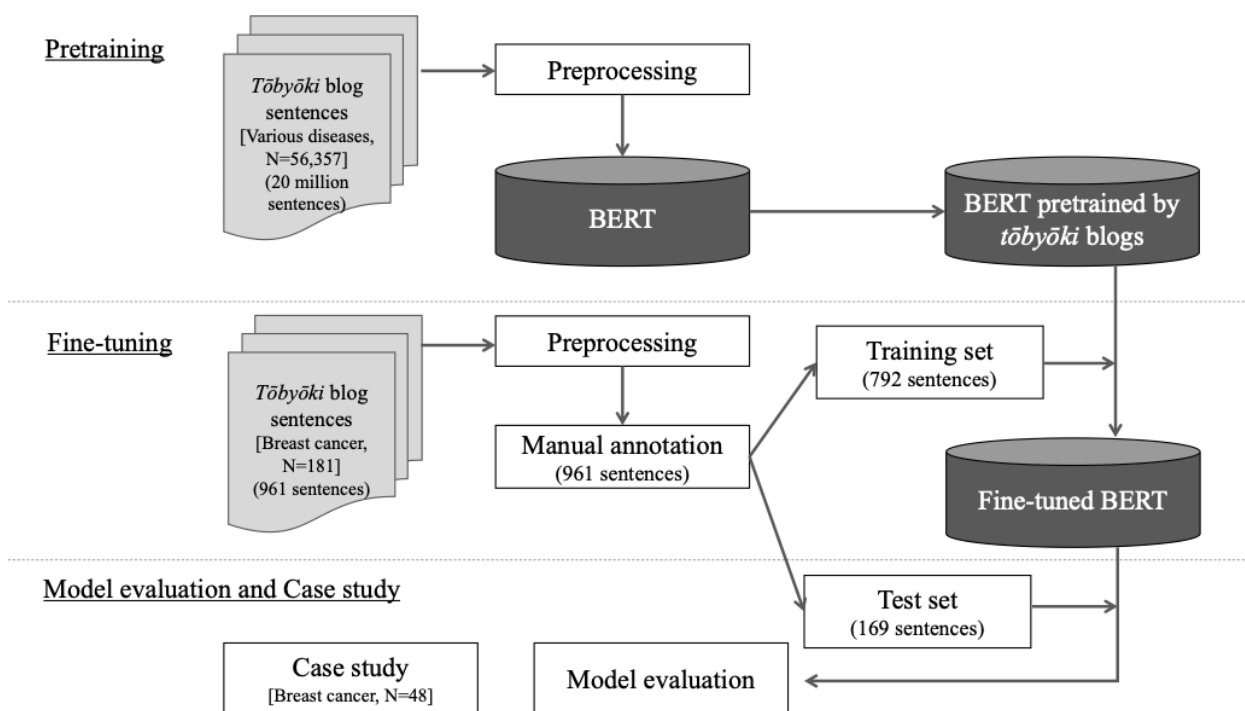 Pretraining
Tōbyōki blog
sentences
[Various diseases,
N=56,357]
(20 million
sentences)
Preprocessing
BERT
BERT pretrained by
tōbyōki blogs
Fine-tuning
Tōbyōki blog
sentences
[Breast cancer,
N=181]
(961 sentences)
Preprocessing
Manual annotation
(961 sentences)
Training set
(792 sentences)
Fine-tuned BERT
Model evaluation and Case study
Test set
(169 sentences)
Case study
[Breast cancer, N=48]
Model evaluation